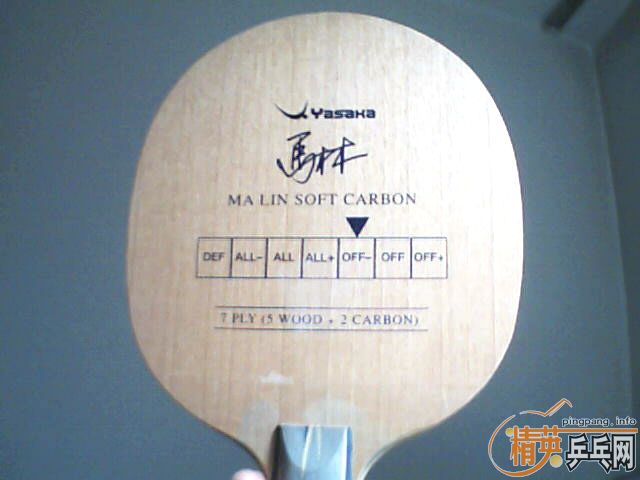 Yasaka
馬林
MA LIN SOFT CARBON
DEF ALL− ALL ALL+ OFF− OFF OFF+
7 PLY (5 WOOD + 2 CARBON)
pingpang.info
精英乒乓网